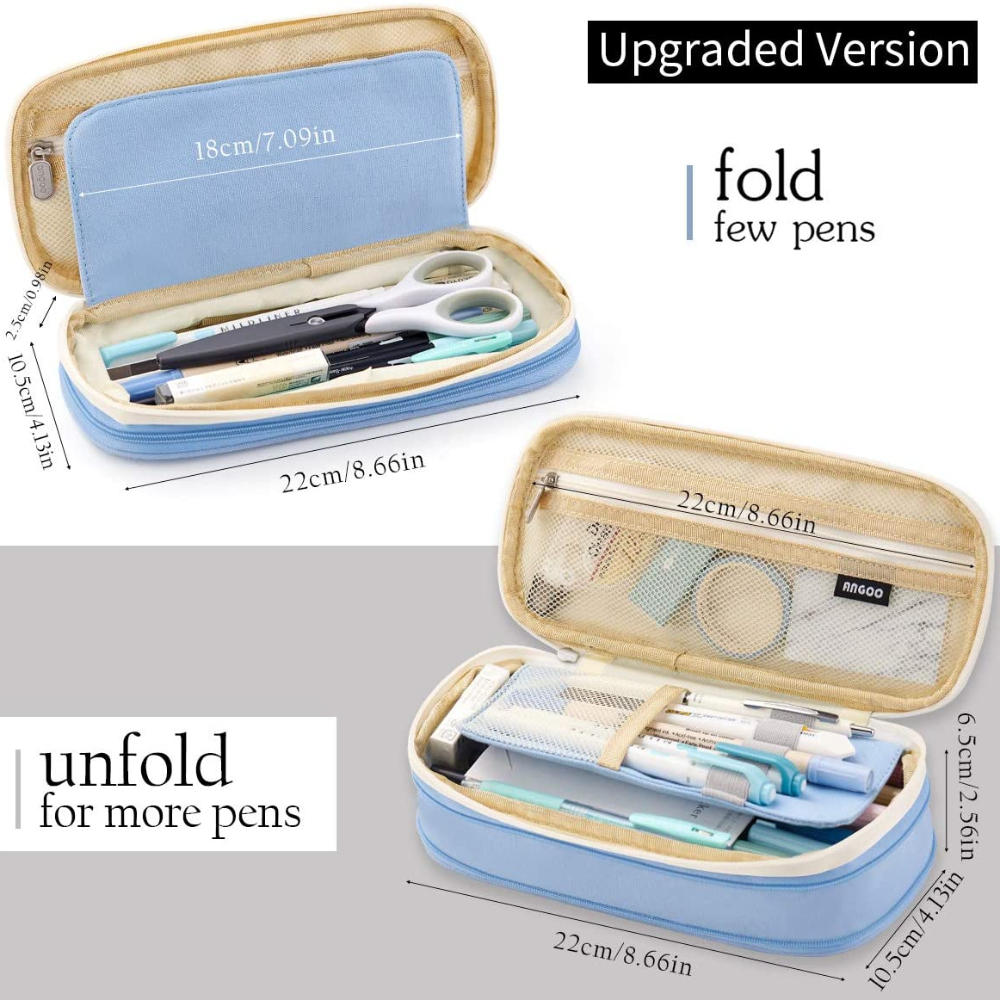 Upgraded Version
18cm/7.09in
fold
few pens
2.5cm/0.98in
10.5cm/4.13in
MILDLINER
22cm/8.66in
22cm/8.66in
ANGOO
unfold
for more pens
6.5cm/2.56in
10.5cm/4.13in
22cm/8.66in